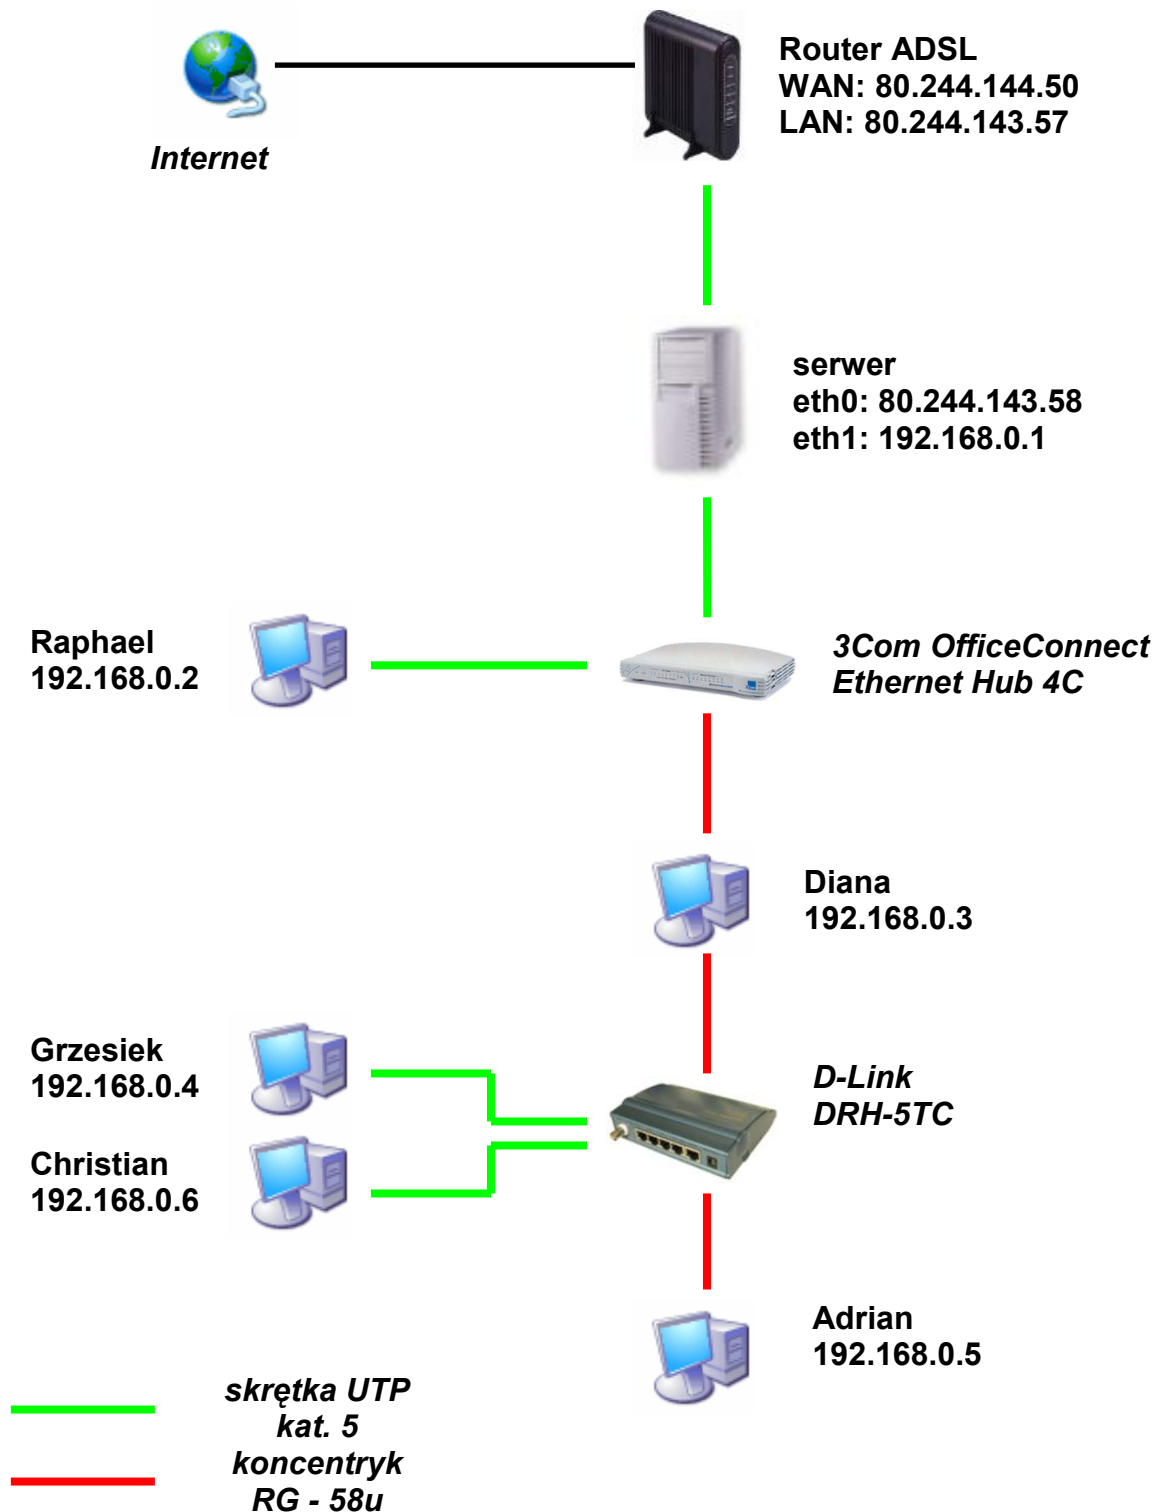 Router ADSL
WAN: 80.244.144.50
LAN: 80.244.143.57
Internet
serwer
eth0: 80.244.143.58
eth1: 192.168.0.1
Raphael
192.168.0.2
3Com OfficeConnect
Ethernet Hub 4C
Diana
192.168.0.3
Grzesiek
192.168.0.4
D-Link
DRH-5TC
Christian
192.168.0.6
Adrian
192.168.0.5
skrętka UTP
kat. 5
koncentryk
RG - 58u